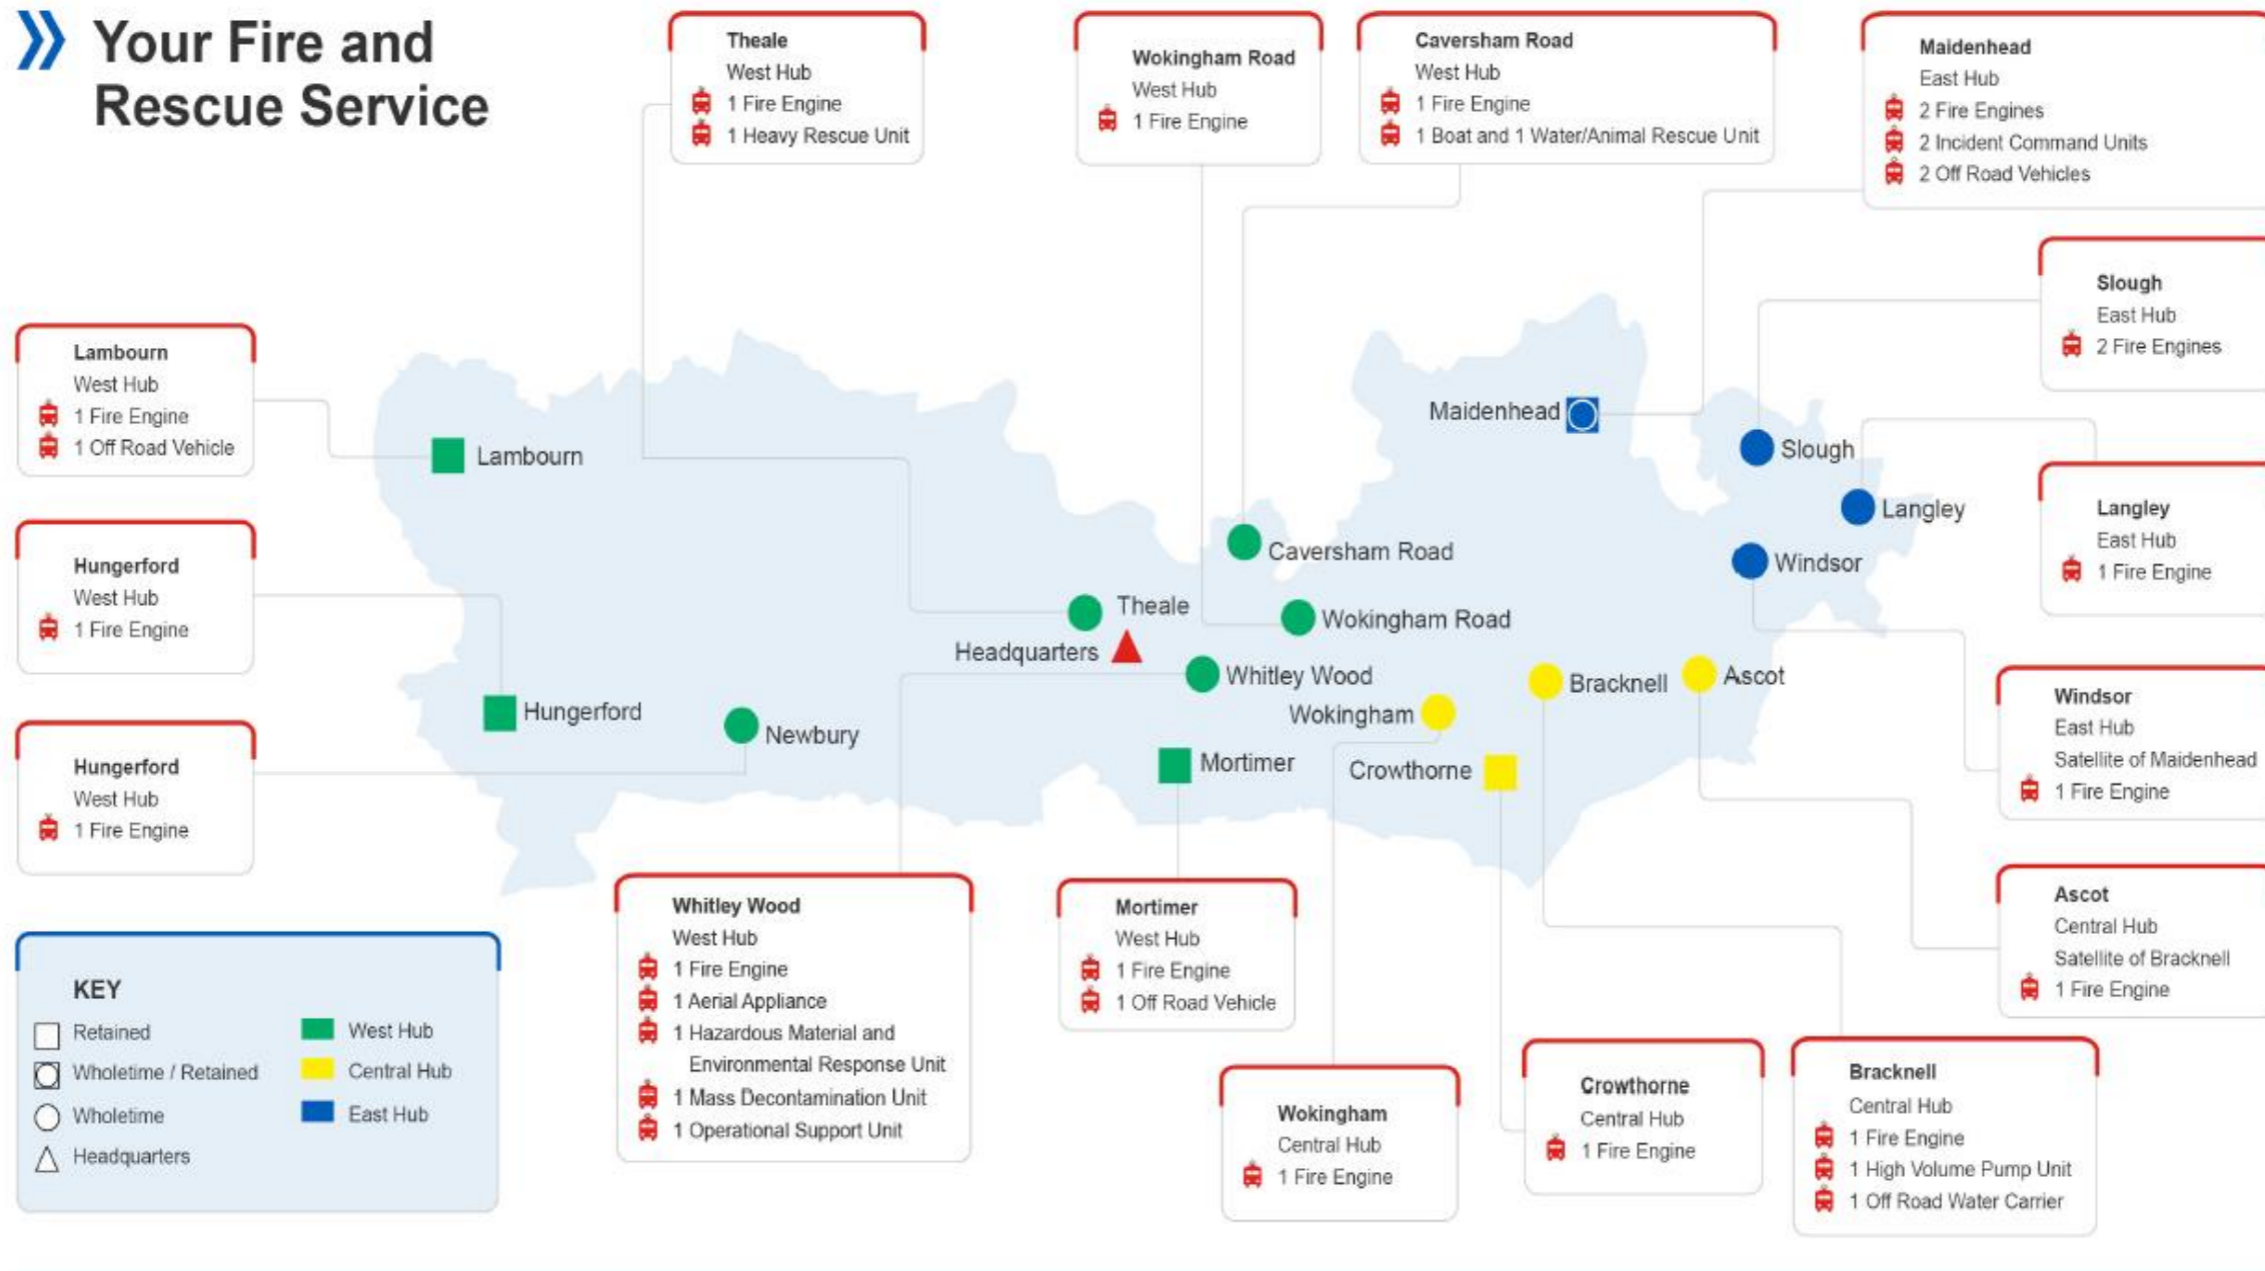 Your Fire and
Rescue Service
Theale
West Hub
1 Fire Engine
1 Heavy Rescue Unit
Wokingham Road
West Hub
1 Fire Engine
Caversham Road
West Hub
1 Fire Engine
1 Boat and 1 Water/Animal Rescue Unit
Maidenhead
East Hub
2 Fire Engines
2 Incident Command Units
2 Off Road Vehicles
Slough
East Hub
2 Fire Engines
Lambourn
West Hub
1 Fire Engine
1 Off Road Vehicle
Hungerford
West Hub
1 Fire Engine
Hungerford
West Hub
1 Fire Engine
Lambourn
Hungerford
Newbury
Theale
Headquarters
Caversham Road
Wokingham Road
Whitley Wood
Wokingham
Mortimer
Crowthorne
Bracknell
Ascot
Maidenhead
Slough
Langley
Windsor
Langley
East Hub
1 Fire Engine
Windsor
East Hub
Satellite of Maidenhead
1 Fire Engine
Ascot
Central Hub
Satellite of Bracknell
1 Fire Engine
KEY
Retained
Wholetime / Retained
Wholetime
Headquarters
West Hub
Central Hub
East Hub
Whitley Wood
West Hub
1 Fire Engine
1 Aerial Appliance
1 Hazardous Material and
Environmental Response Unit
1 Mass Decontamination Unit
1 Operational Support Unit
Mortimer
West Hub
1 Fire Engine
1 Off Road Vehicle
Wokingham
Central Hub
1 Fire Engine
Crowthorne
Central Hub
1 Fire Engine
Bracknell
Central Hub
1 Fire Engine
1 High Volume Pump Unit
1 Off Road Water Carrier